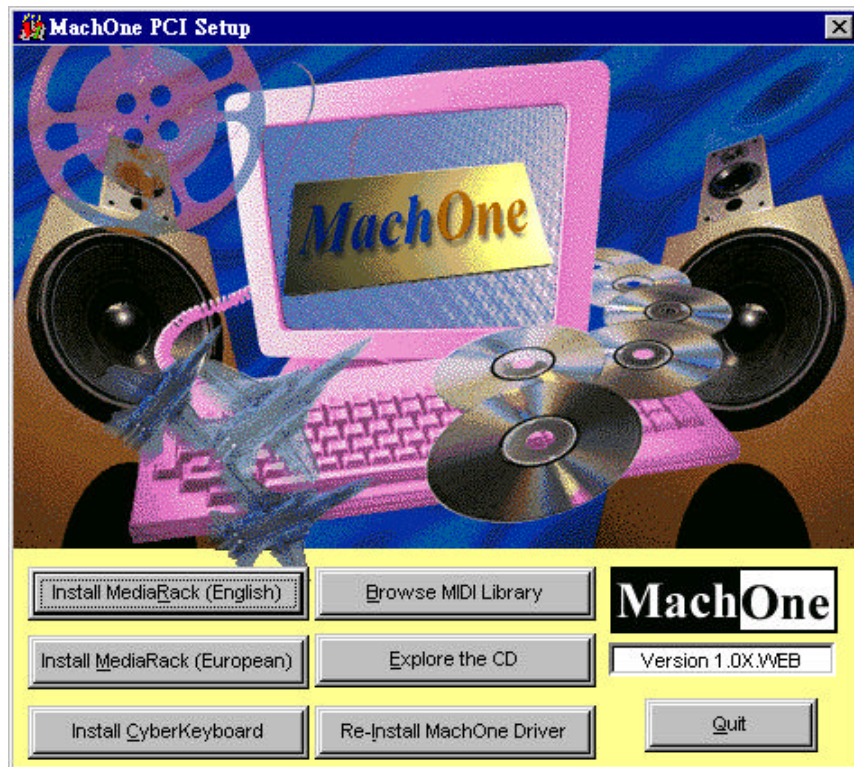 MachOne PCI Setup
MachOne
Install MediaRack (English)
Browse MIDI Library
MachOne
Install MediaRack (European)
Explore the CD
Version 1.0X.WEB
Install CyberKeyboard
Re-Install MachOne Driver
Quit